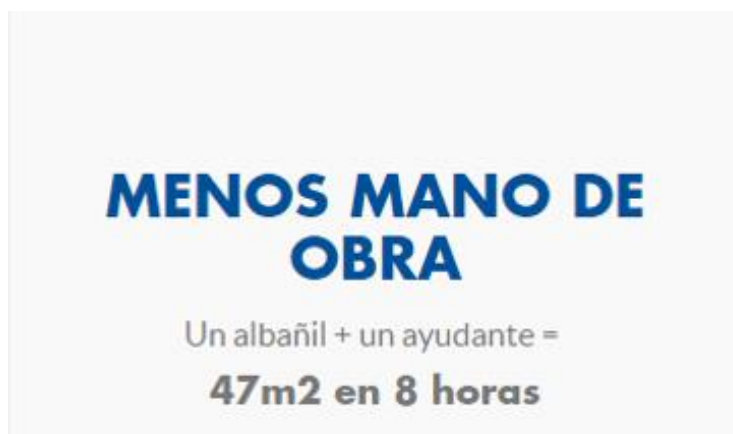 MENOS MANO DE
OBRA
Un albañil + un ayudante =
47m2 en 8 horas